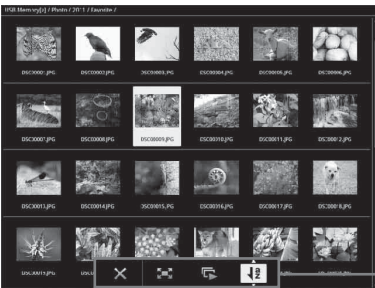 USB Memory[s] / Photo / 2011 / Favorite /
DSC00001.JPG DSC00002.JPG DSC00003.JPG DSC00004.JPG DSC00005.JPG DSC00006.JPG
DSC00007.JPG DSC00008.JPG DSC00009.JPG DSC00010.JPG DSC00011.JPG DSC00012.JPG
DSC00013.JPG DSC00014.JPG DSC00015.JPG DSC00016.JPG DSC00017.JPG DSC00018.JPG
DSC00019.JPG
a
z